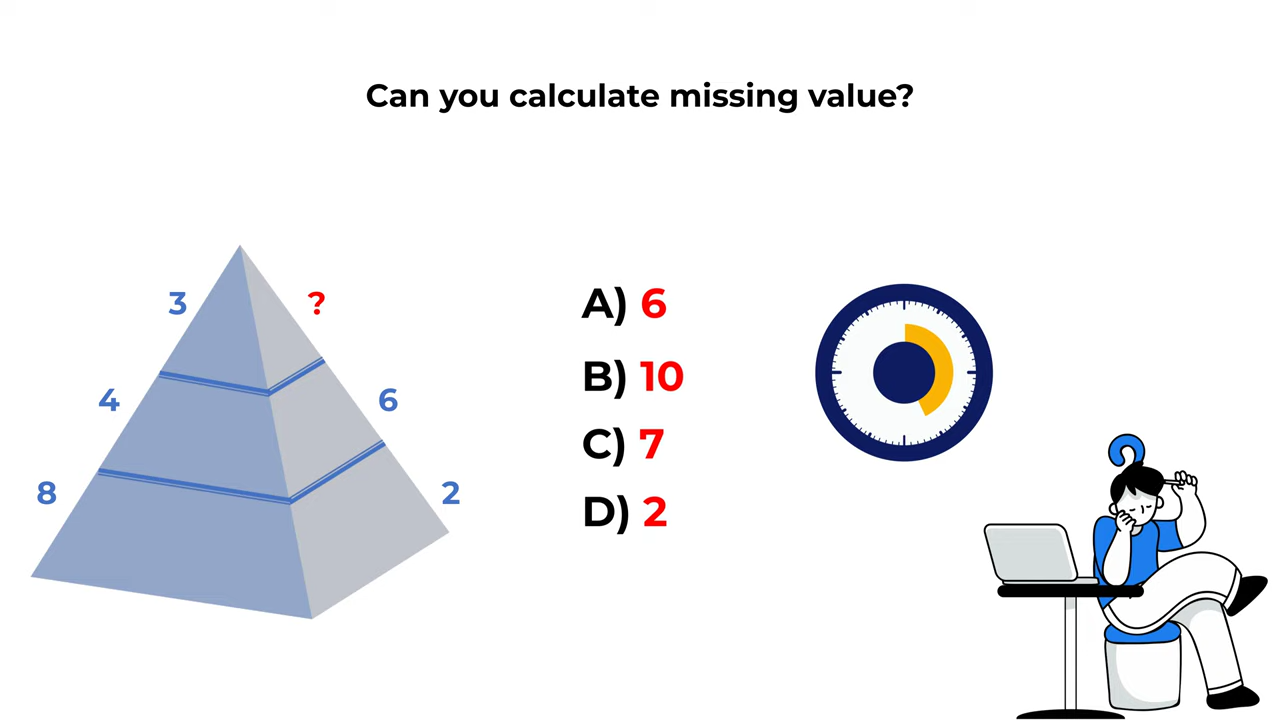 Can you calculate missing value?
3 ?
4 6
8 2
A) 6
B) 10
C) 7
D) 2